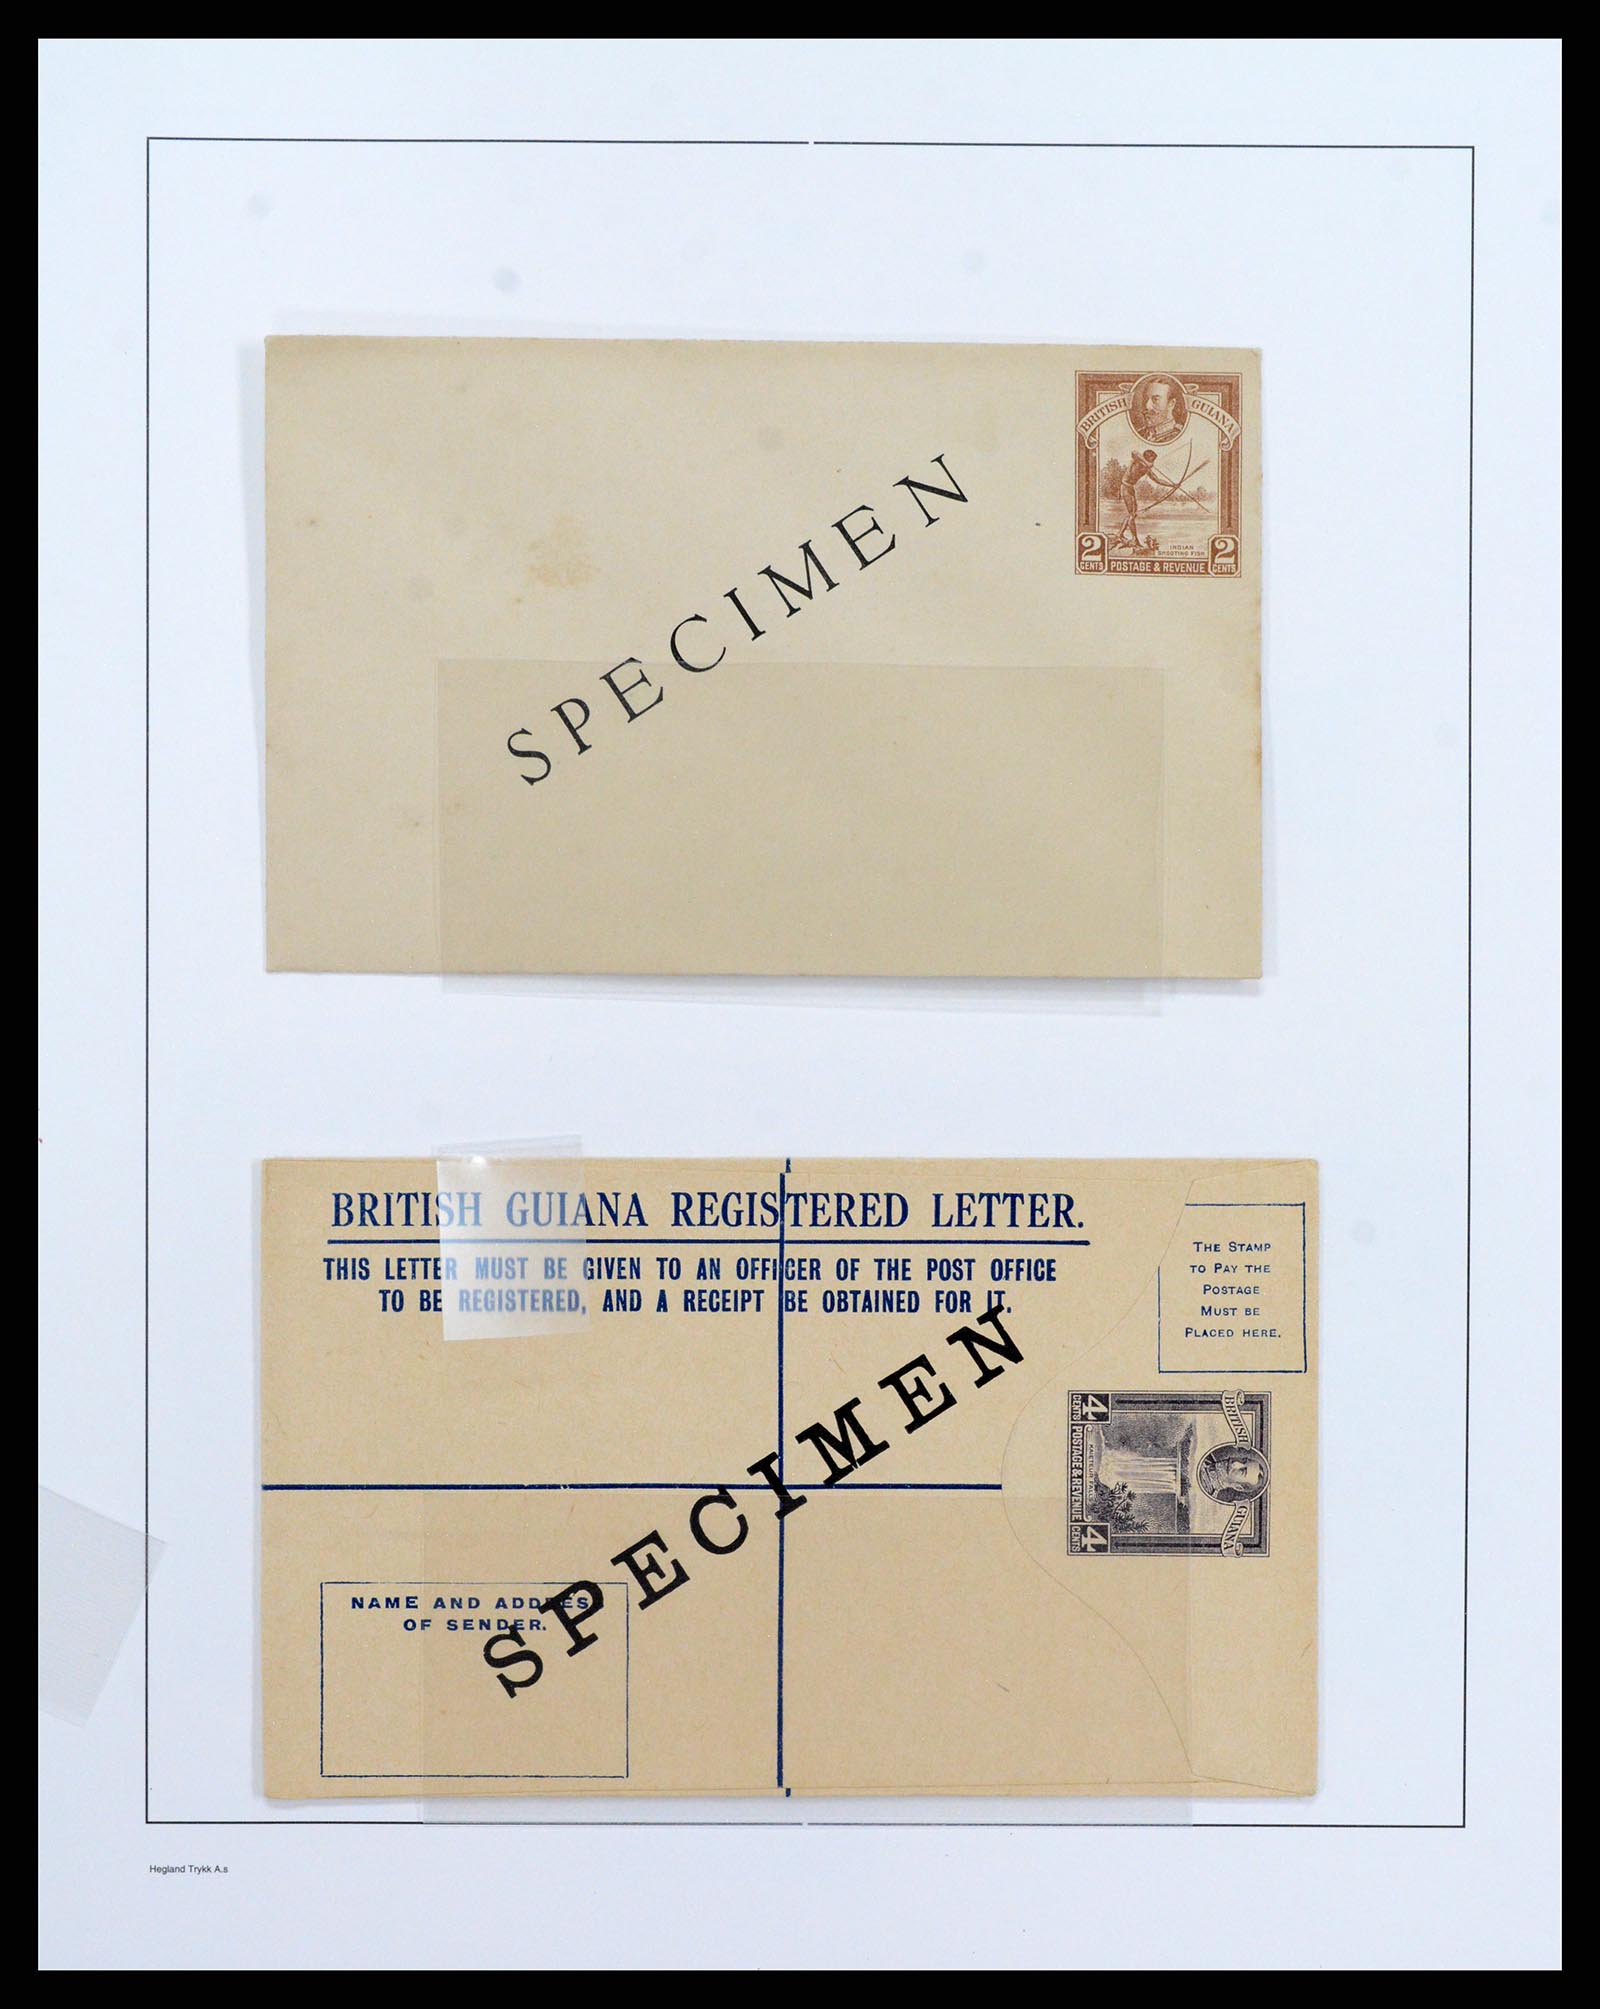 BRITISH GUIANA
INDIAN
SHOOTING FISH
2 2
CENTS POSTAGE & REVENUE CENTS
SPECIMEN
BRITISH GUIANA REGISTERED LETTER.
THIS LETTER MUST BE GIVEN TO AN OFFICER OF THE POST OFFICE
TO BE REGISTERED, AND A RECEIPT BE OBTAINED FOR IT.
THE STAMP
TO PAY THE
POSTAGE
MUST BE
PLACED HERE.
BRITISH GUIANA
4 4
CENTS POSTAGE & REVENUE CENTS
SPECIMEN
NAME AND ADDRESS
OF SENDER.
Hegland Trykk A.s